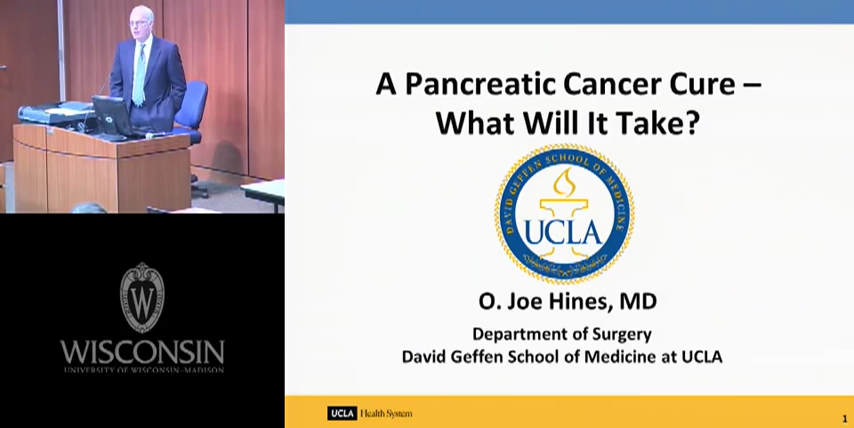 A Pancreatic Cancer Cure –
What Will It Take?
DAVID GEFFEN SCHOOL OF MEDICINE
UCLA
O. Joe Hines, MD
Department of Surgery
David Geffen School of Medicine at UCLA
W
WISCONSIN
UNIVERSITY OF WISCONSIN–MADISON
UCLA Health System
1